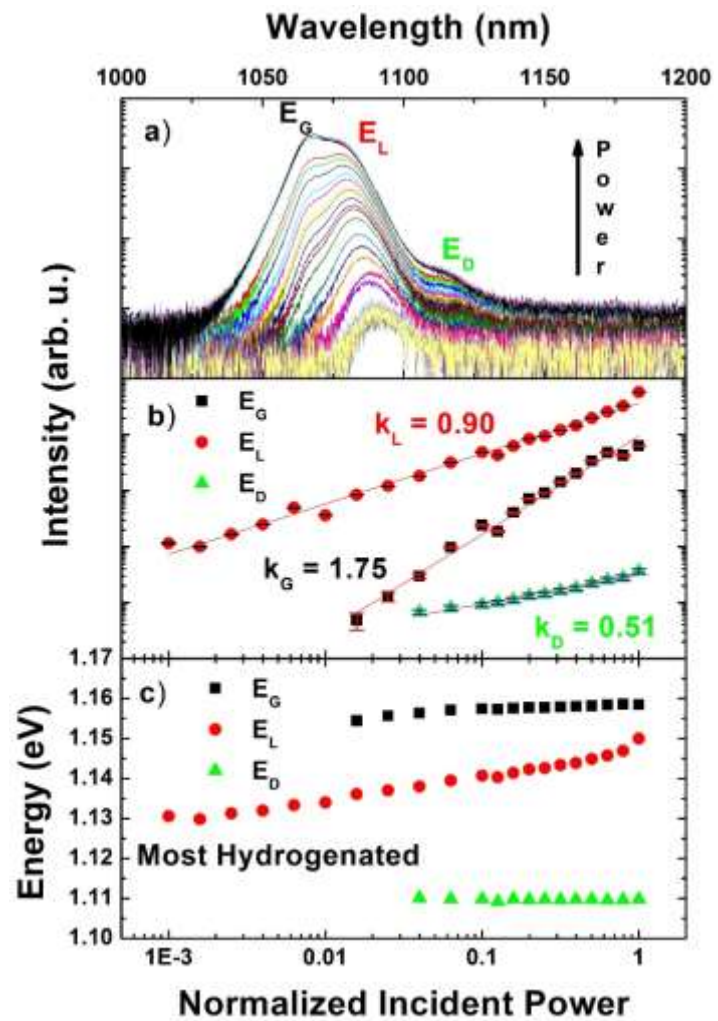 Wavelength (nm)
1000 1050 1100 1150 1200
a)
E_G
E_L
E_D
Power
Intensity (arb. u.)
b)
E_G
E_L
E_D
k_L = 0.90
k_G = 1.75
k_D = 0.51
Energy (eV)
1.17
1.16
1.15
1.14
1.13
1.12
1.11
1.10
c)
E_G
E_L
E_D
Most Hydrogenated
1E-3 0.01 0.1 1
Normalized Incident Power